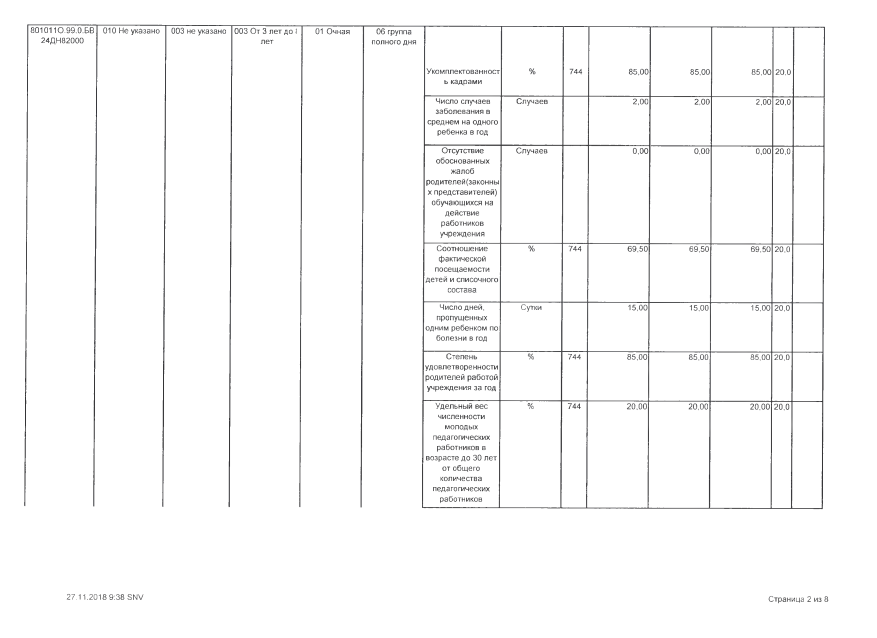 801011О.99.0.БВ 010 Не указано 003 не указано 003 От 3 лет до 01 Очная 06 группа
24ДН82000 лет полного дня
Укомплектованност % 744 85,00 85,00 85,00 20,0
ь кадрами
Число случаев Случаев 2,00 2,00 2,00 20,0
заболевания в
среднем на одного
ребенка в год
Отсутствие Случаев 0,00 0,00 0,00 20,0
обоснованных
жалоб
родителей(законны
х представителей)
обучающихся на
действие
работников
учреждения
Соотношение % 744 69,50 69,50 69,50 20,0
фактической
посещаемости
детей и списочного
состава
Число дней, Сутки 15,00 15,00 15,00 20,0
пропущенных
одним ребенком по
болезни в год
Степень % 744 85,00 85,00 85,00 20,0
удовлетворенности
родителей работой
учреждения за год
Удельный вес % 744 20,00 20,00 20,00 20,0
численности
молодых
педагогических
работников в
возрасте до 30 лет
от общего
количества
педагогических
работников
27.11.2018 9:38 SNV Страница 2 из 8